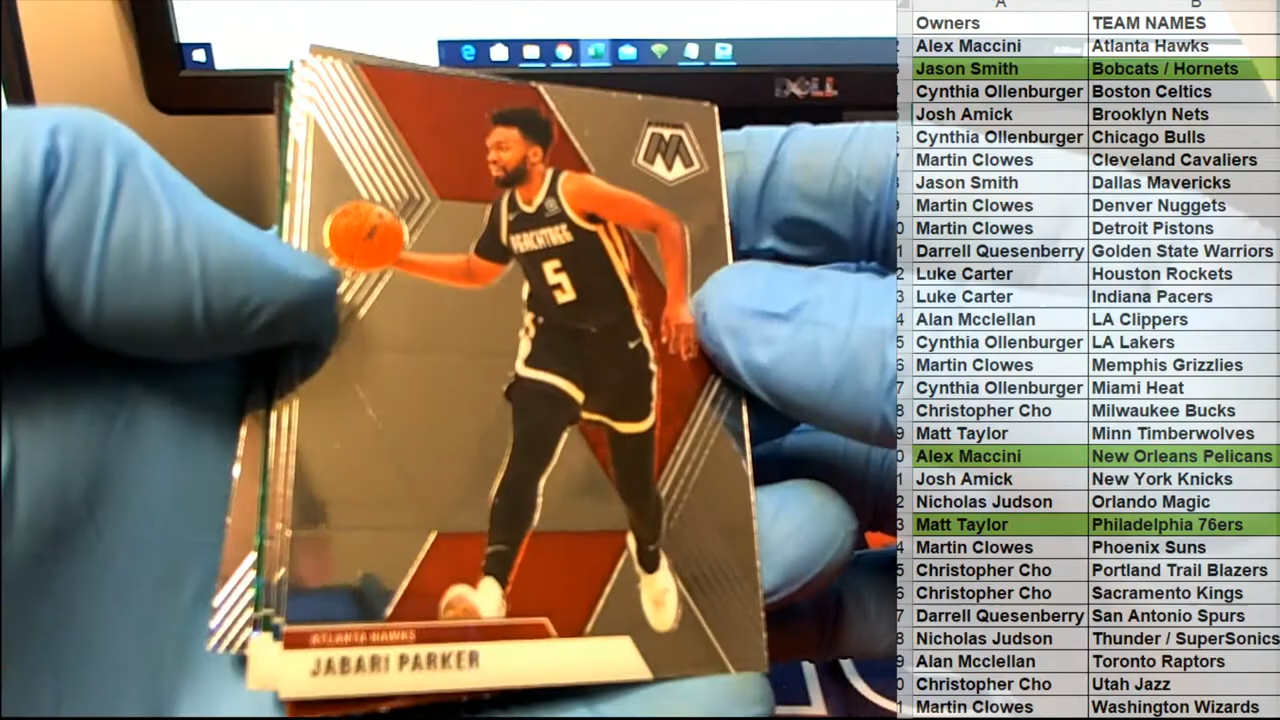 A B
Owners TEAM NAMES
Alex Maccini Atlanta Hawks
Jason Smith Bobcats / Hornets
Cynthia Ollenburger Boston Celtics
Josh Amick Brooklyn Nets
Cynthia Ollenburger Chicago Bulls
Martin Clowes Cleveland Cavaliers
Jason Smith Dallas Mavericks
Martin Clowes Denver Nuggets
Martin Clowes Detroit Pistons
Darrell Quesenberry Golden State Warriors
Luke Carter Houston Rockets
Luke Carter Indiana Pacers
Alan Mcclellan LA Clippers
Cynthia Ollenburger LA Lakers
Martin Clowes Memphis Grizzlies
Cynthia Ollenburger Miami Heat
Christopher Cho Milwaukee Bucks
Matt Taylor Minn Timberwolves
Alex Maccini New Orleans Pelicans
Josh Amick New York Knicks
Nicholas Judson Orlando Magic
Matt Taylor Philadelphia 76ers
Martin Clowes Phoenix Suns
Christopher Cho Portland Trail Blazers
Christopher Cho Sacramento Kings
Darrell Quesenberry San Antonio Spurs
Nicholas Judson Thunder / SuperSonics
Alan Mcclellan Toronto Raptors
Christopher Cho Utah Jazz
Martin Clowes Washington Wizards
DELL
M
PEACHTREE
5
ATLANTA HAWKS
JABARI PARKER